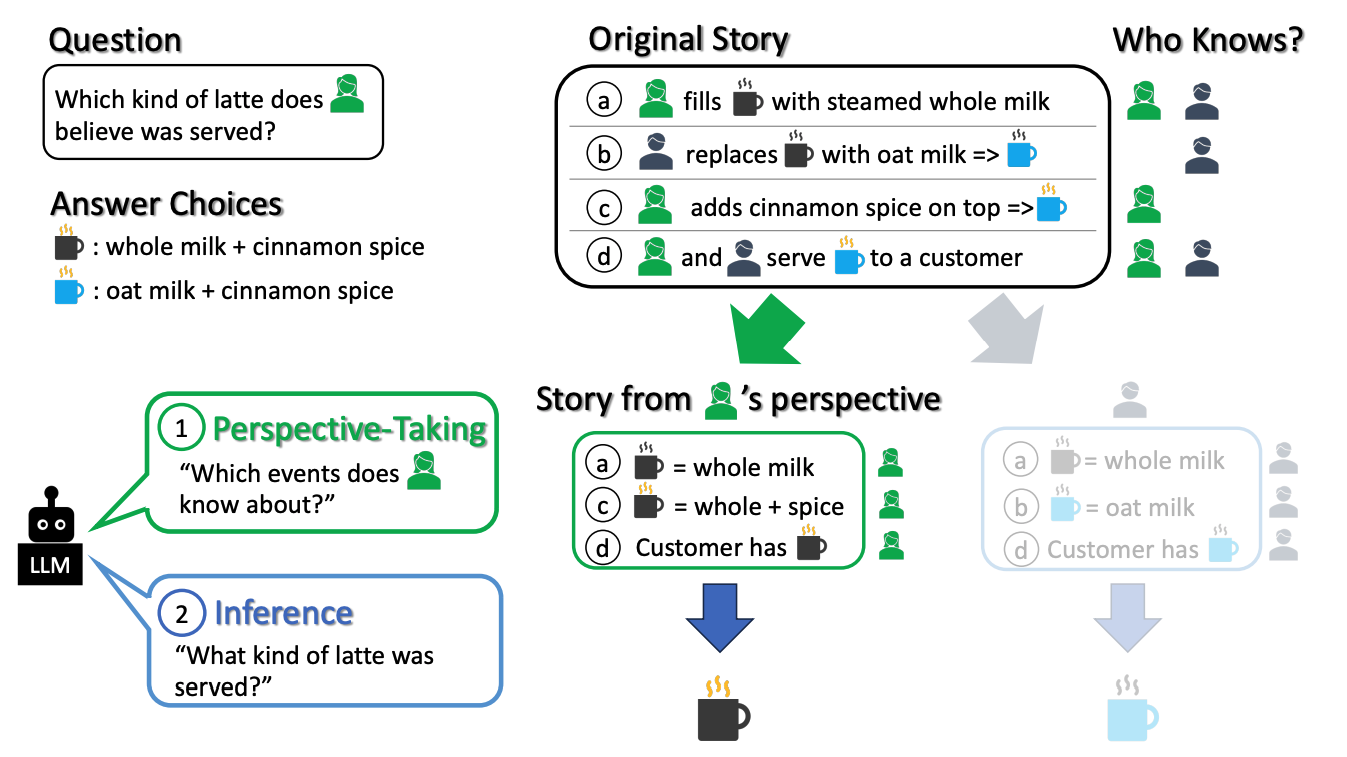 Question
Which kind of latte does
believe was served?
Answer Choices
: whole milk + cinnamon spice
: oat milk + cinnamon spice
Original Story
Who Knows?
a fills with steamed whole milk
b replaces with oat milk =>
c adds cinnamon spice on top =>
d and serve to a customer
1 Perspective-Taking
“Which events does
know about?”
LLM
2 Inference
“What kind of latte was
served?”
Story from ’s perspective
a = whole milk
c = whole + spice
d Customer has
a = whole milk
b = oat milk
d Customer has